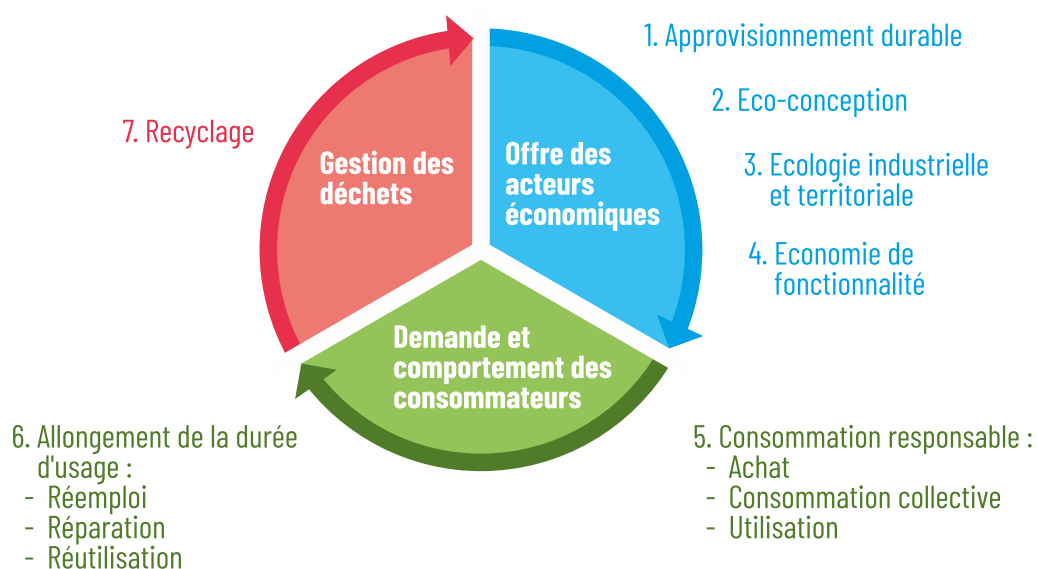 1. Approvisionnement durable
2. Eco-conception
3. Ecologie industrielle
et territoriale
4. Economie de
fonctionnalité
Offre des
acteurs
économiques
7. Recyclage
Gestion des
déchets
Demande et
comportement des
consommateurs
5. Consommation responsable :
- Achat
- Consommation collective
- Utilisation
6. Allongement de la durée
d'usage :
- Réemploi
- Réparation
- Réutilisation